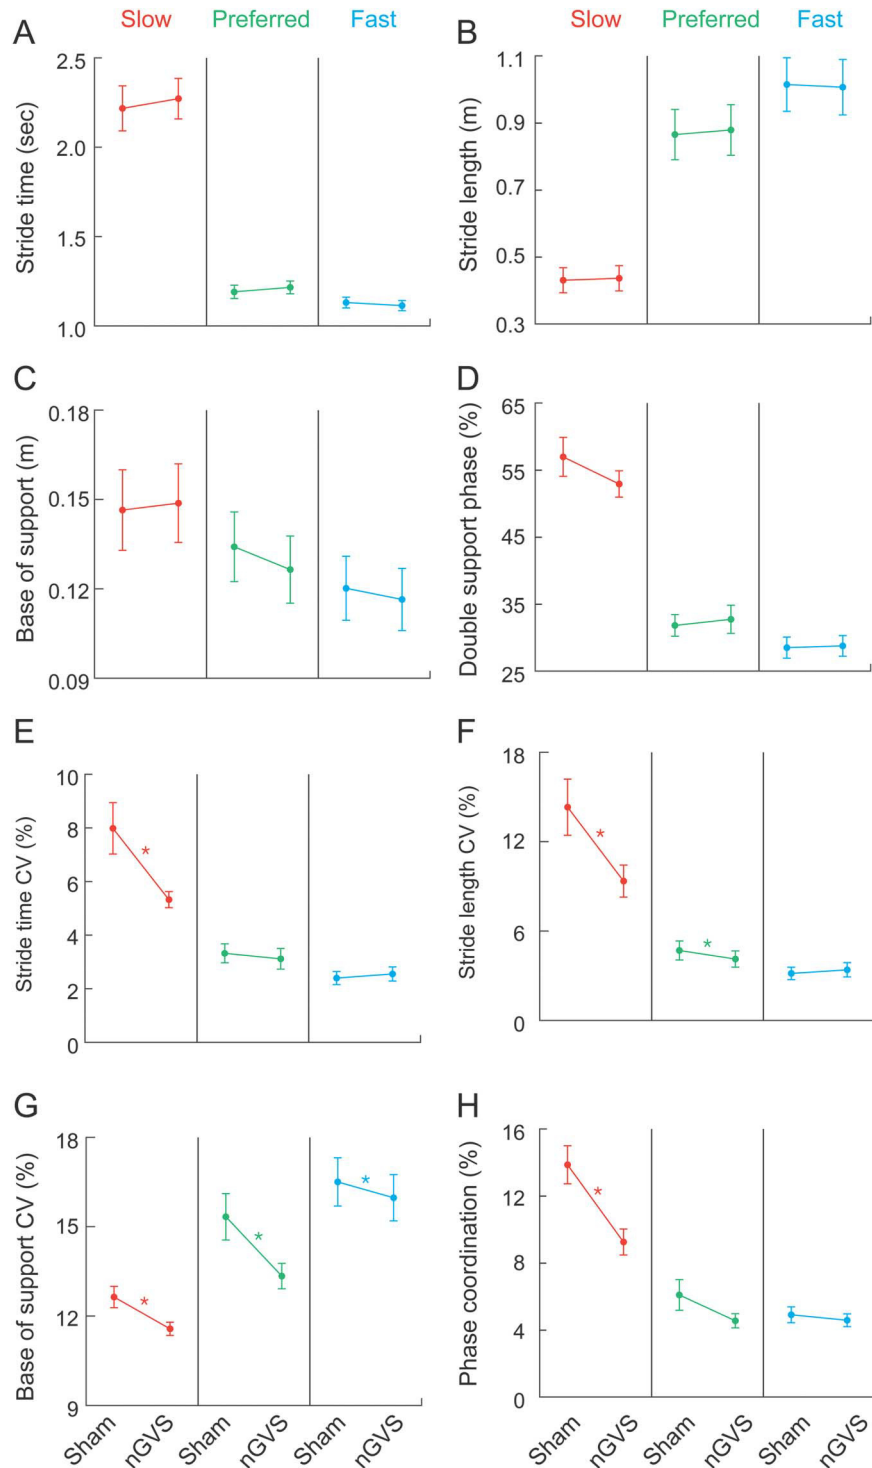 A Slow Preferred Fast
Stride time (sec)
2.5
2.0
1.5
1.0
B Slow Preferred Fast
Stride length (m)
1.1
0.9
0.7
0.5
0.3
C
Base of support (m)
0.18
0.15
0.12
0.09
D
Double support phase (%)
65
55
45
35
25
E
Stride time CV (%)
10
8
6
4
2
0
*
F
Stride length CV (%)
18
12
6
0
*
*
G
Base of support CV (%)
18
15
12
9
*
*
*
Sham nGVS Sham nGVS Sham nGVS
H
Phase coordination (%)
16
12
8
4
0
*
Sham nGVS Sham nGVS Sham nGVS